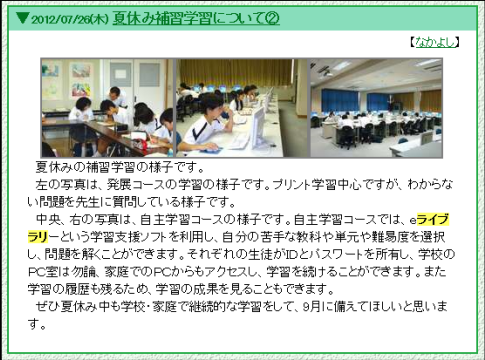 ▼2012/07/26(木) 夏休み補習学習について②
【なかよし】
夏休みの補習学習の様子です。
左の写真は、発展コースの学習の様子です。プリント学習中心ですが、わからな
い問題を先生に質問している様子です。
中央、右の写真は、自主学習コースの様子です。自主学習コースでは、eライブ
ラリーという学習支援ソフトを利用し、自分の苦手な教科や単元や難易度を選択
し、問題を解くことができます。それぞれの生徒がIDとパスワートを所有し、学校の
PC室は勿論、家庭でのPCからもアクセスし、学習を続けることができます。また
学習の履歴も残るため、学習の成果を見ることもできます。
ぜひ夏休み中も学校・家庭で継続的な学習をして、9月に備えてほしいと思いま
す。